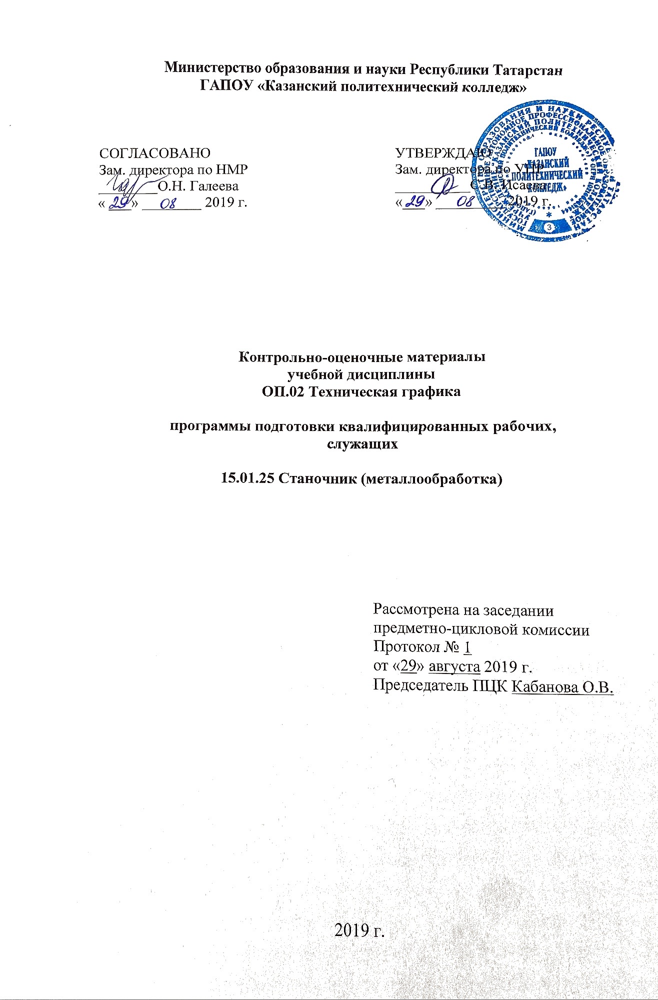 Министерство образования и науки Республики Татарстан
ГАПОУ «Казанский политехнический колледж»
СОГЛАСОВАНО
Зам. директора по НМР
О.Н. Галеева
« 29 » 08 2019 г.
УТВЕРЖДАЮ
Зам. директора по УПР
С.В. Исаева
« 29 » 08 2019 г.
ГАПОУ
«КАЗАНСКИЙ
ПОЛИТЕХНИЧЕСКИЙ
КОЛЛЕДЖ»
3
Контрольно-оценочные материалы
учебной дисциплины
ОП.02 Техническая графика
программы подготовки квалифицированных рабочих,
служащих
15.01.25 Станочник (металлообработка)
Рассмотрена на заседании
предметно-цикловой комиссии
Протокол № 1
от «29» августа 2019 г.
Председатель ПЦК Кабанова О.В.
2019 г.